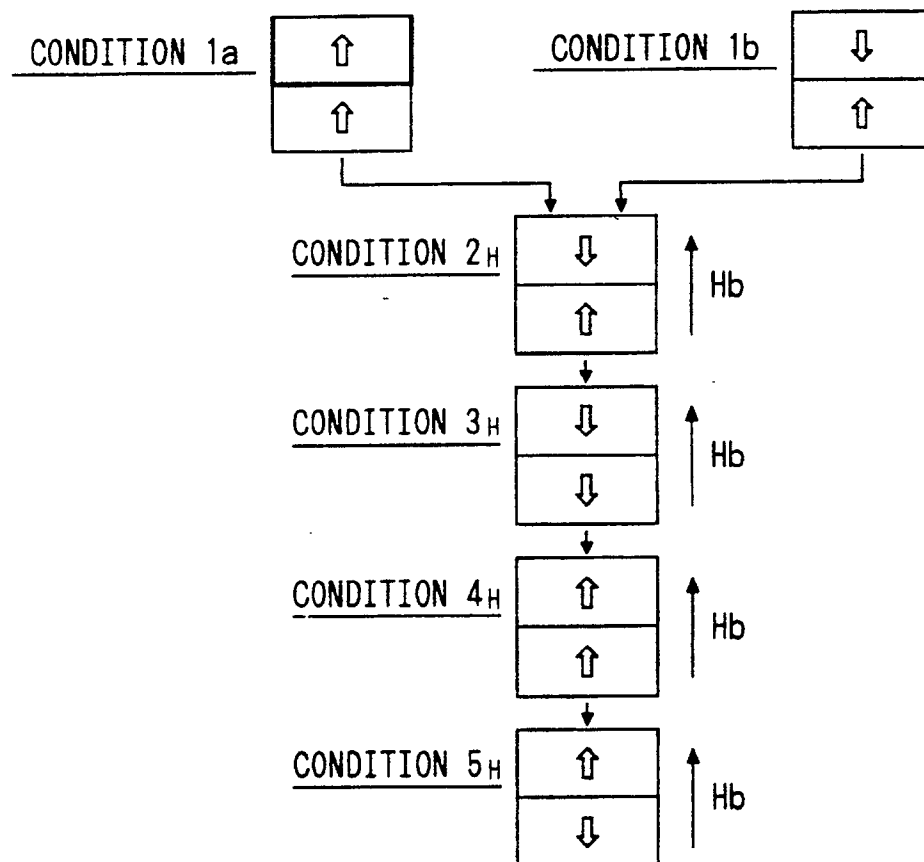 CONDITION 1a
CONDITION 1b
CONDITION 2H
Hb
CONDITION 3H
Hb
CONDITION 4H
Hb
CONDITION 5H
Hb